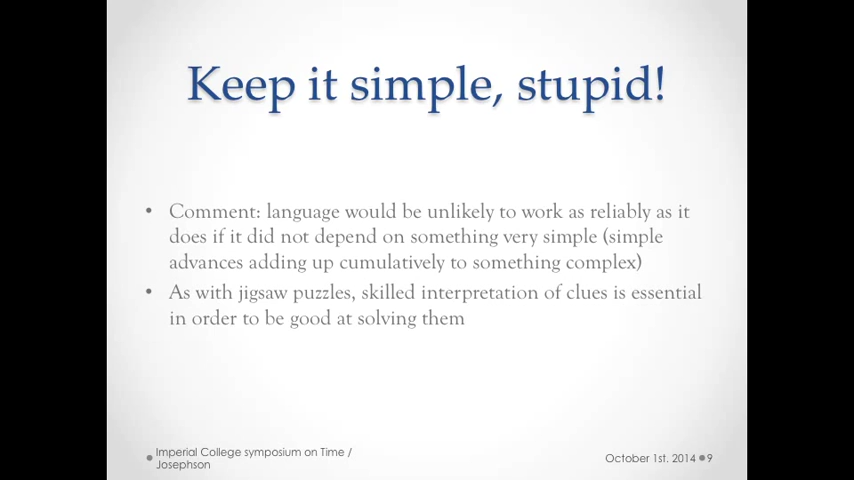 Keep it simple, stupid!
• Comment: language would be unlikely to work as reliably as it
does if it did not depend on something very simple (simple
advances adding up cumulatively to something complex)
• As with jigsaw puzzles, skilled interpretation of clues is essential
in order to be good at solving them
Imperial College symposium on Time /
Josephson
October 1st. 2014 9